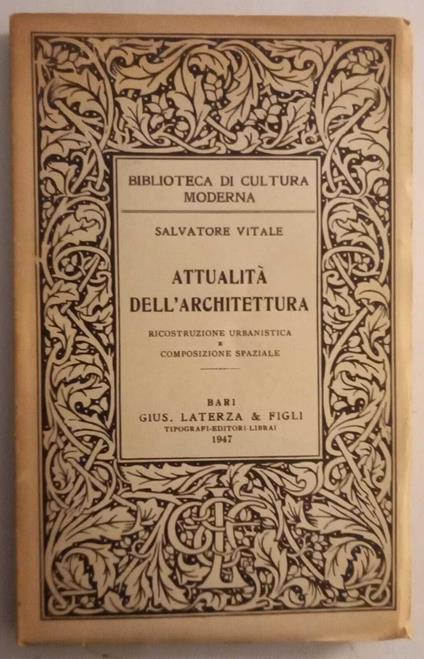 BIBLIOTECA DI CULTURA
MODERNA
SALVATORE VITALE
ATTUALITÀ
DELL'ARCHITETTURA
RICOSTRUZIONE URBANISTICA
E
COMPOSIZIONE SPAZIALE
BARI
GIUS. LATERZA & FIGLI
TIPOGRAFI-EDITORI-LIBRAI
1947